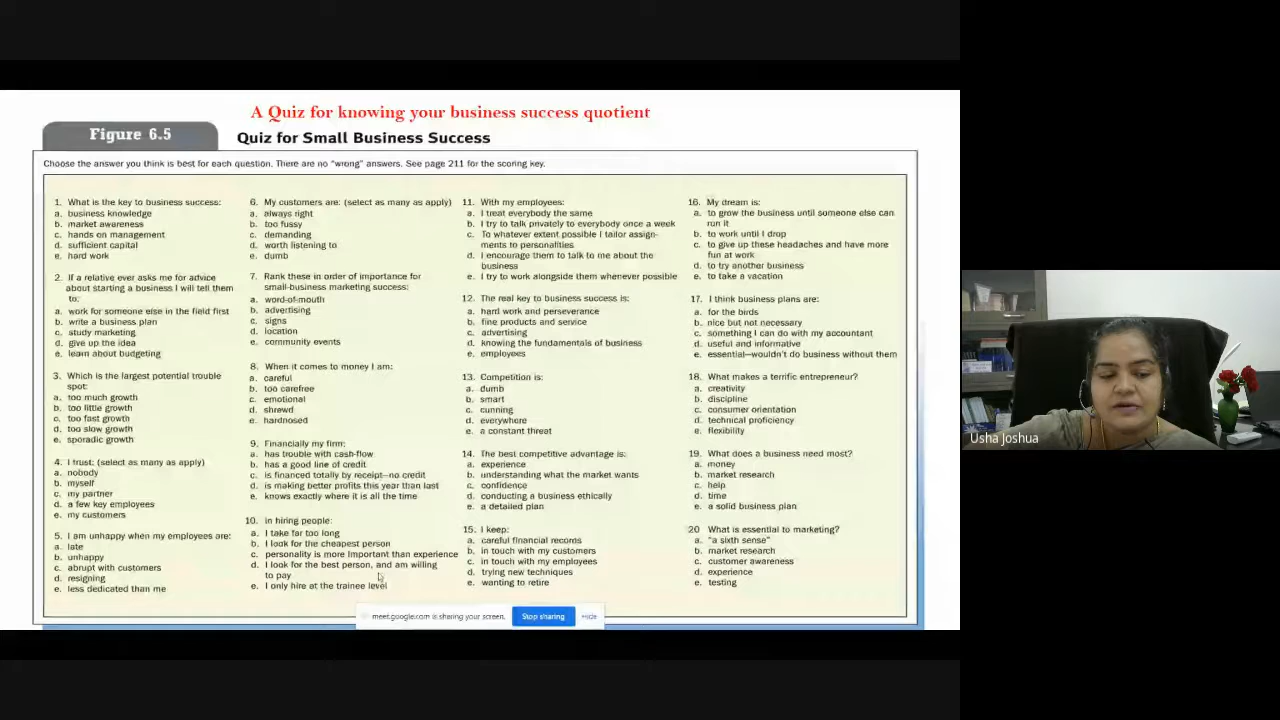 A Quiz for knowing your business success quotient
Figure 6.5
Quiz for Small Business Success
Choose the answer you think is best for each question. There are no "wrong" answers. See page 211 for the scoring key.
1. What is the key to business success:
a. business knowledge
b. market awareness
c. hands on management
d. sufficient capital
e. hard work
2. If a relative ever asks me for advice
about starting a business I will tell them
to:
a. work for someone else in the field first
b. write a business plan
c. study marketing
d. give up the idea
e. learn about budgeting
3. Which is the largest potential trouble
spot:
a. too much growth
b. too little growth
c. too fast growth
d. too slow growth
e. sporadic growth
4. I trust: (select as many as apply)
a. nobody
b. myself
c. my partner
d. a few key employees
e. my customers
5. I am unhappy when my employees are:
a. late
b. unhappy
c. abrupt with customers
d. resigning
e. less dedicated than me
6. My customers are: (select as many as apply)
a. always right
b. too fussy
c. demanding
d. worth listening to
e. dumb
7. Rank these in order of importance for
small-business marketing success:
a. word-of-mouth
b. advertising
c. signs
d. location
e. community events
8. When it comes to money I am:
a. careful
b. too carefree
c. emotional
d. shrewd
e. hardnosed
9. Financially my firm:
a. has trouble with cash-flow
b. has a good line of credit
c. is financed totally by receipt—no credit
d. is making better profits this year than last
e. knows exactly where it is all the time
10. in hiring people:
a. I take far too long
b. I look for the cheapest person
c. personality is more important than experience
d. I look for the best person, and am willing
to pay
e. I only hire at the trainee level
11. With my employees:
a. I treat everybody the same
b. I try to talk privately to everybody once a week
c. To whatever extent possible I tailor assign-
ments to personalities
d. I encourage them to talk to me about the
business
e. I try to work alongside them whenever possible
12. The real key to business success is:
a. hard work and perseverance
b. fine products and service
c. advertising
d. knowing the fundamentals of business
e. employees
13. Competition is:
a. dumb
b. smart
c. cunning
d. everywhere
e. a constant threat
14. The best competitive advantage is:
a. experience
b. understanding what the market wants
c. confidence
d. conducting a business ethically
e. a detailed plan
15. I keep:
a. careful financial records
b. in touch with my customers
c. in touch with my employees
d. trying new techniques
e. wanting to retire
16. My dream is:
a. to grow the business until someone else can
run it
b. to work until I drop
c. to give up these headaches and have more
fun at work
d. to try another business
e. to take a vacation
17. I think business plans are:
a. for the birds
b. nice but not necessary
c. something I can do with my accountant
d. useful and informative
e. essential—wouldn't do business without them
18. What makes a terrific entrepreneur?
a. creativity
b. discipline
c. consumer orientation
d. technical proficiency
e. flexibility
19. What does a business need most?
a. money
b. market research
c. help
d. time
e. a solid business plan
20 What is essential to marketing?
a. "a sixth sense"
b. market research
c. customer awareness
d. experience
e. testing
meet.google.com is sharing your screen.
Stop sharing
Hide
Usha Joshua